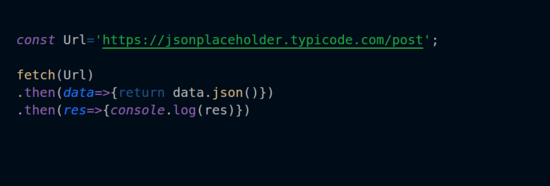 const Url='https://jsonplaceholder.typicode.com/post';
fetch(Url)
.then(data=>{return data.json()})
.then(res=>{console.log(res)})